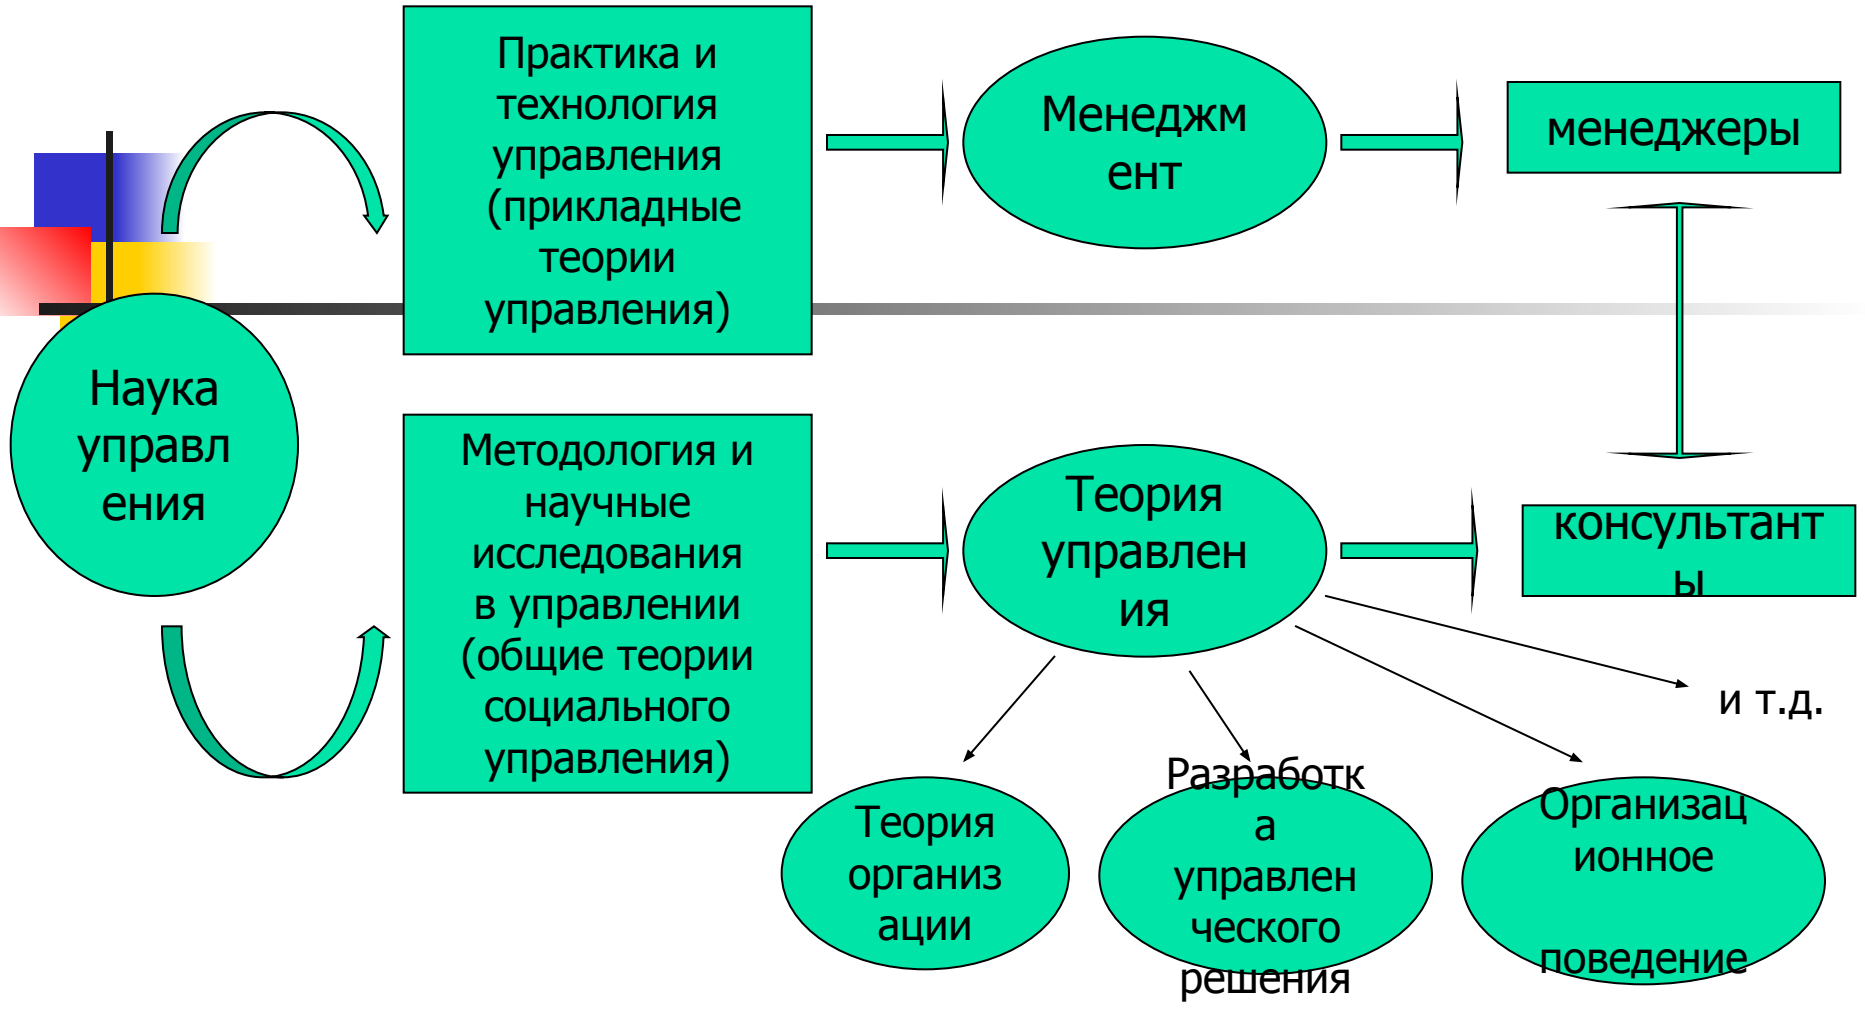 Практика и
технология
управления
(прикладные
теории
управления)
Менеджм
ент
менеджеры
Наука
управл
ения
Методология и
научные
исследования
в управлении
(общие теории
социального
управления)
Теория
управлен
ия
консультант
ы
и т.д.
Теория
организ
ации
Разработк
а
управлен
ческого
решения
Организац
ионное
поведение